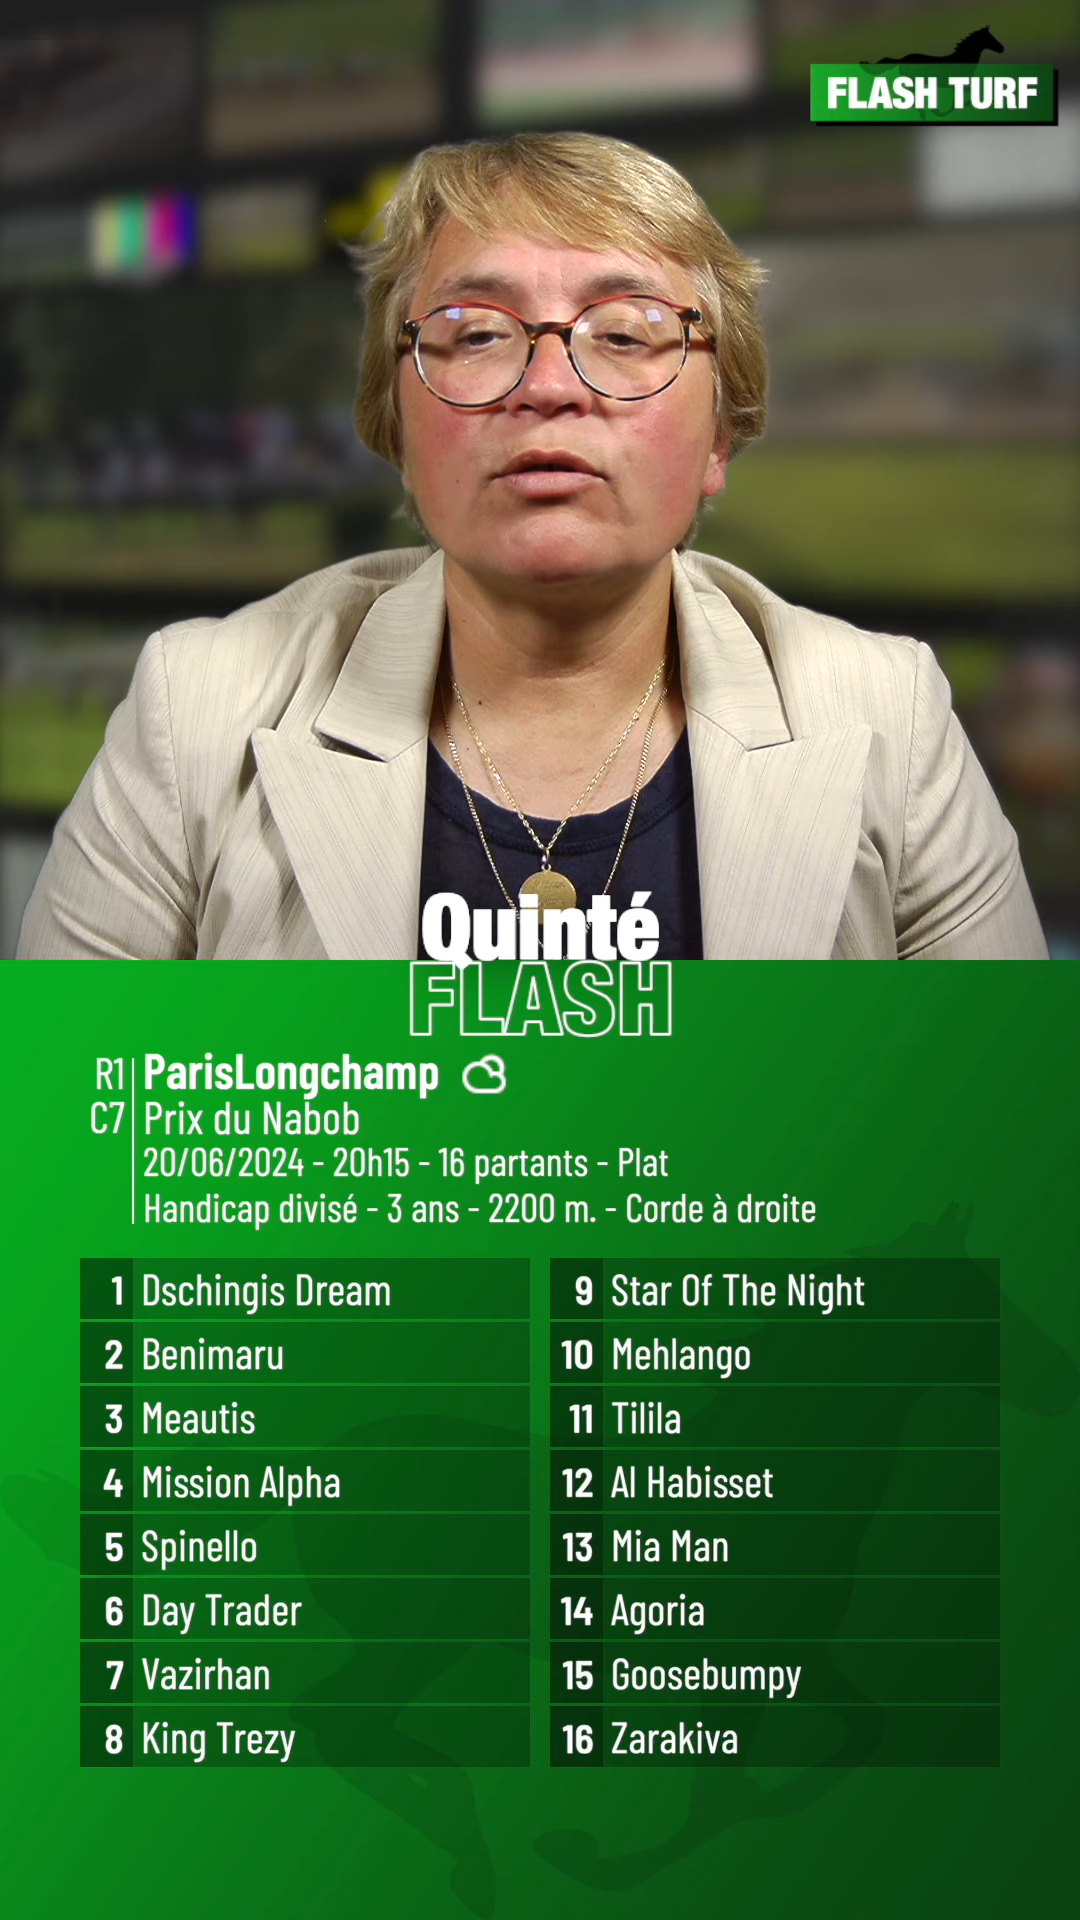 FLASH TURF
Quinté
FLASH
R1 ParisLongchamp
C7 Prix du Nabob
20/06/2024 - 20h15 - 16 partants - Plat
Handicap divisé - 3 ans - 2200 m. - Corde à droite
1 Dschingis Dream
2 Benimaru
3 Meautis
4 Mission Alpha
5 Spinello
6 Day Trader
7 Vazirhan
8 King Trezy
9 Star Of The Night
10 Mehlango
11 Tilila
12 Al Habisset
13 Mia Man
14 Agoria
15 Goosebumpy
16 Zarakiva